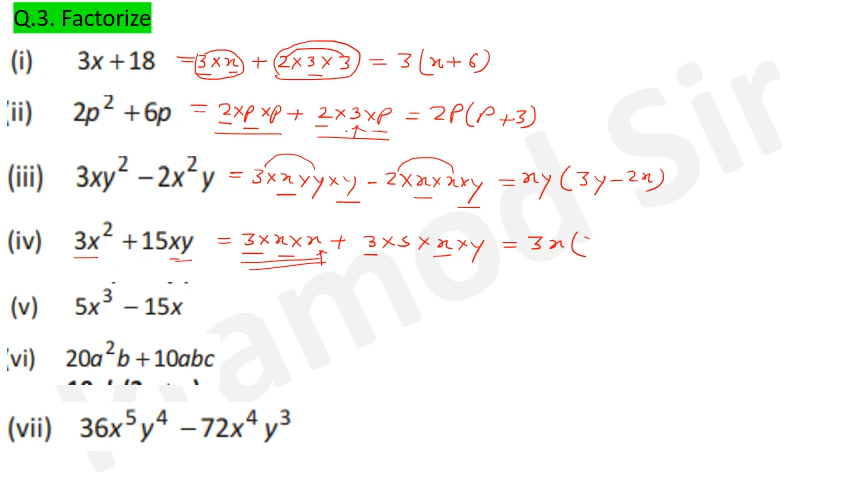 Q.3. Factorize
(i) 3x + 18 = 3 × x + (2 × 3 × 3) = 3(x + 6)
(ii) 2p² + 6p = 2 × p × p + 2 × 3 × p = 2p(p + 3)
(iii) 3xy² − 2x²y = 3 × x y × y − 2 × x × x × y = xy(3y − 2x)
(iv) 3x² + 15xy = 3 × x × x + 3 × 5 × x × y = 3x(
(v) 5x³ − 15x
(vi) 20a²b + 10abc
(vii) 36x⁵y⁴ − 72x⁴y³
amod Sir